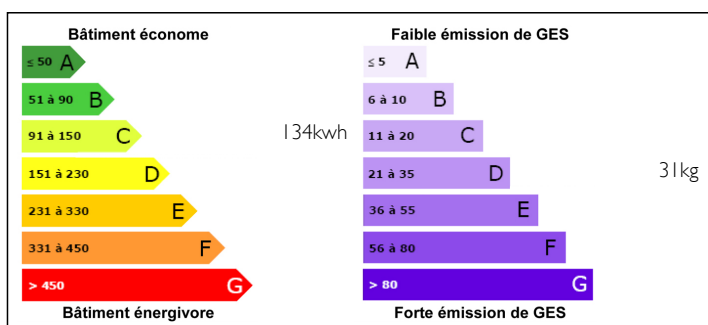 Bâtiment économe
≤ 50 A
51 à 90 B
91 à 150 C
134kwh
151 à 230 D
231 à 330 E
331 à 450 F
> 450 G
Bâtiment énergivore
Faible émission de GES
≤ 5 A
6 à 10 B
11 à 20 C
21 à 35 D
31kg
36 à 55 E
56 à 80 F
> 80 G
Forte émission de GES